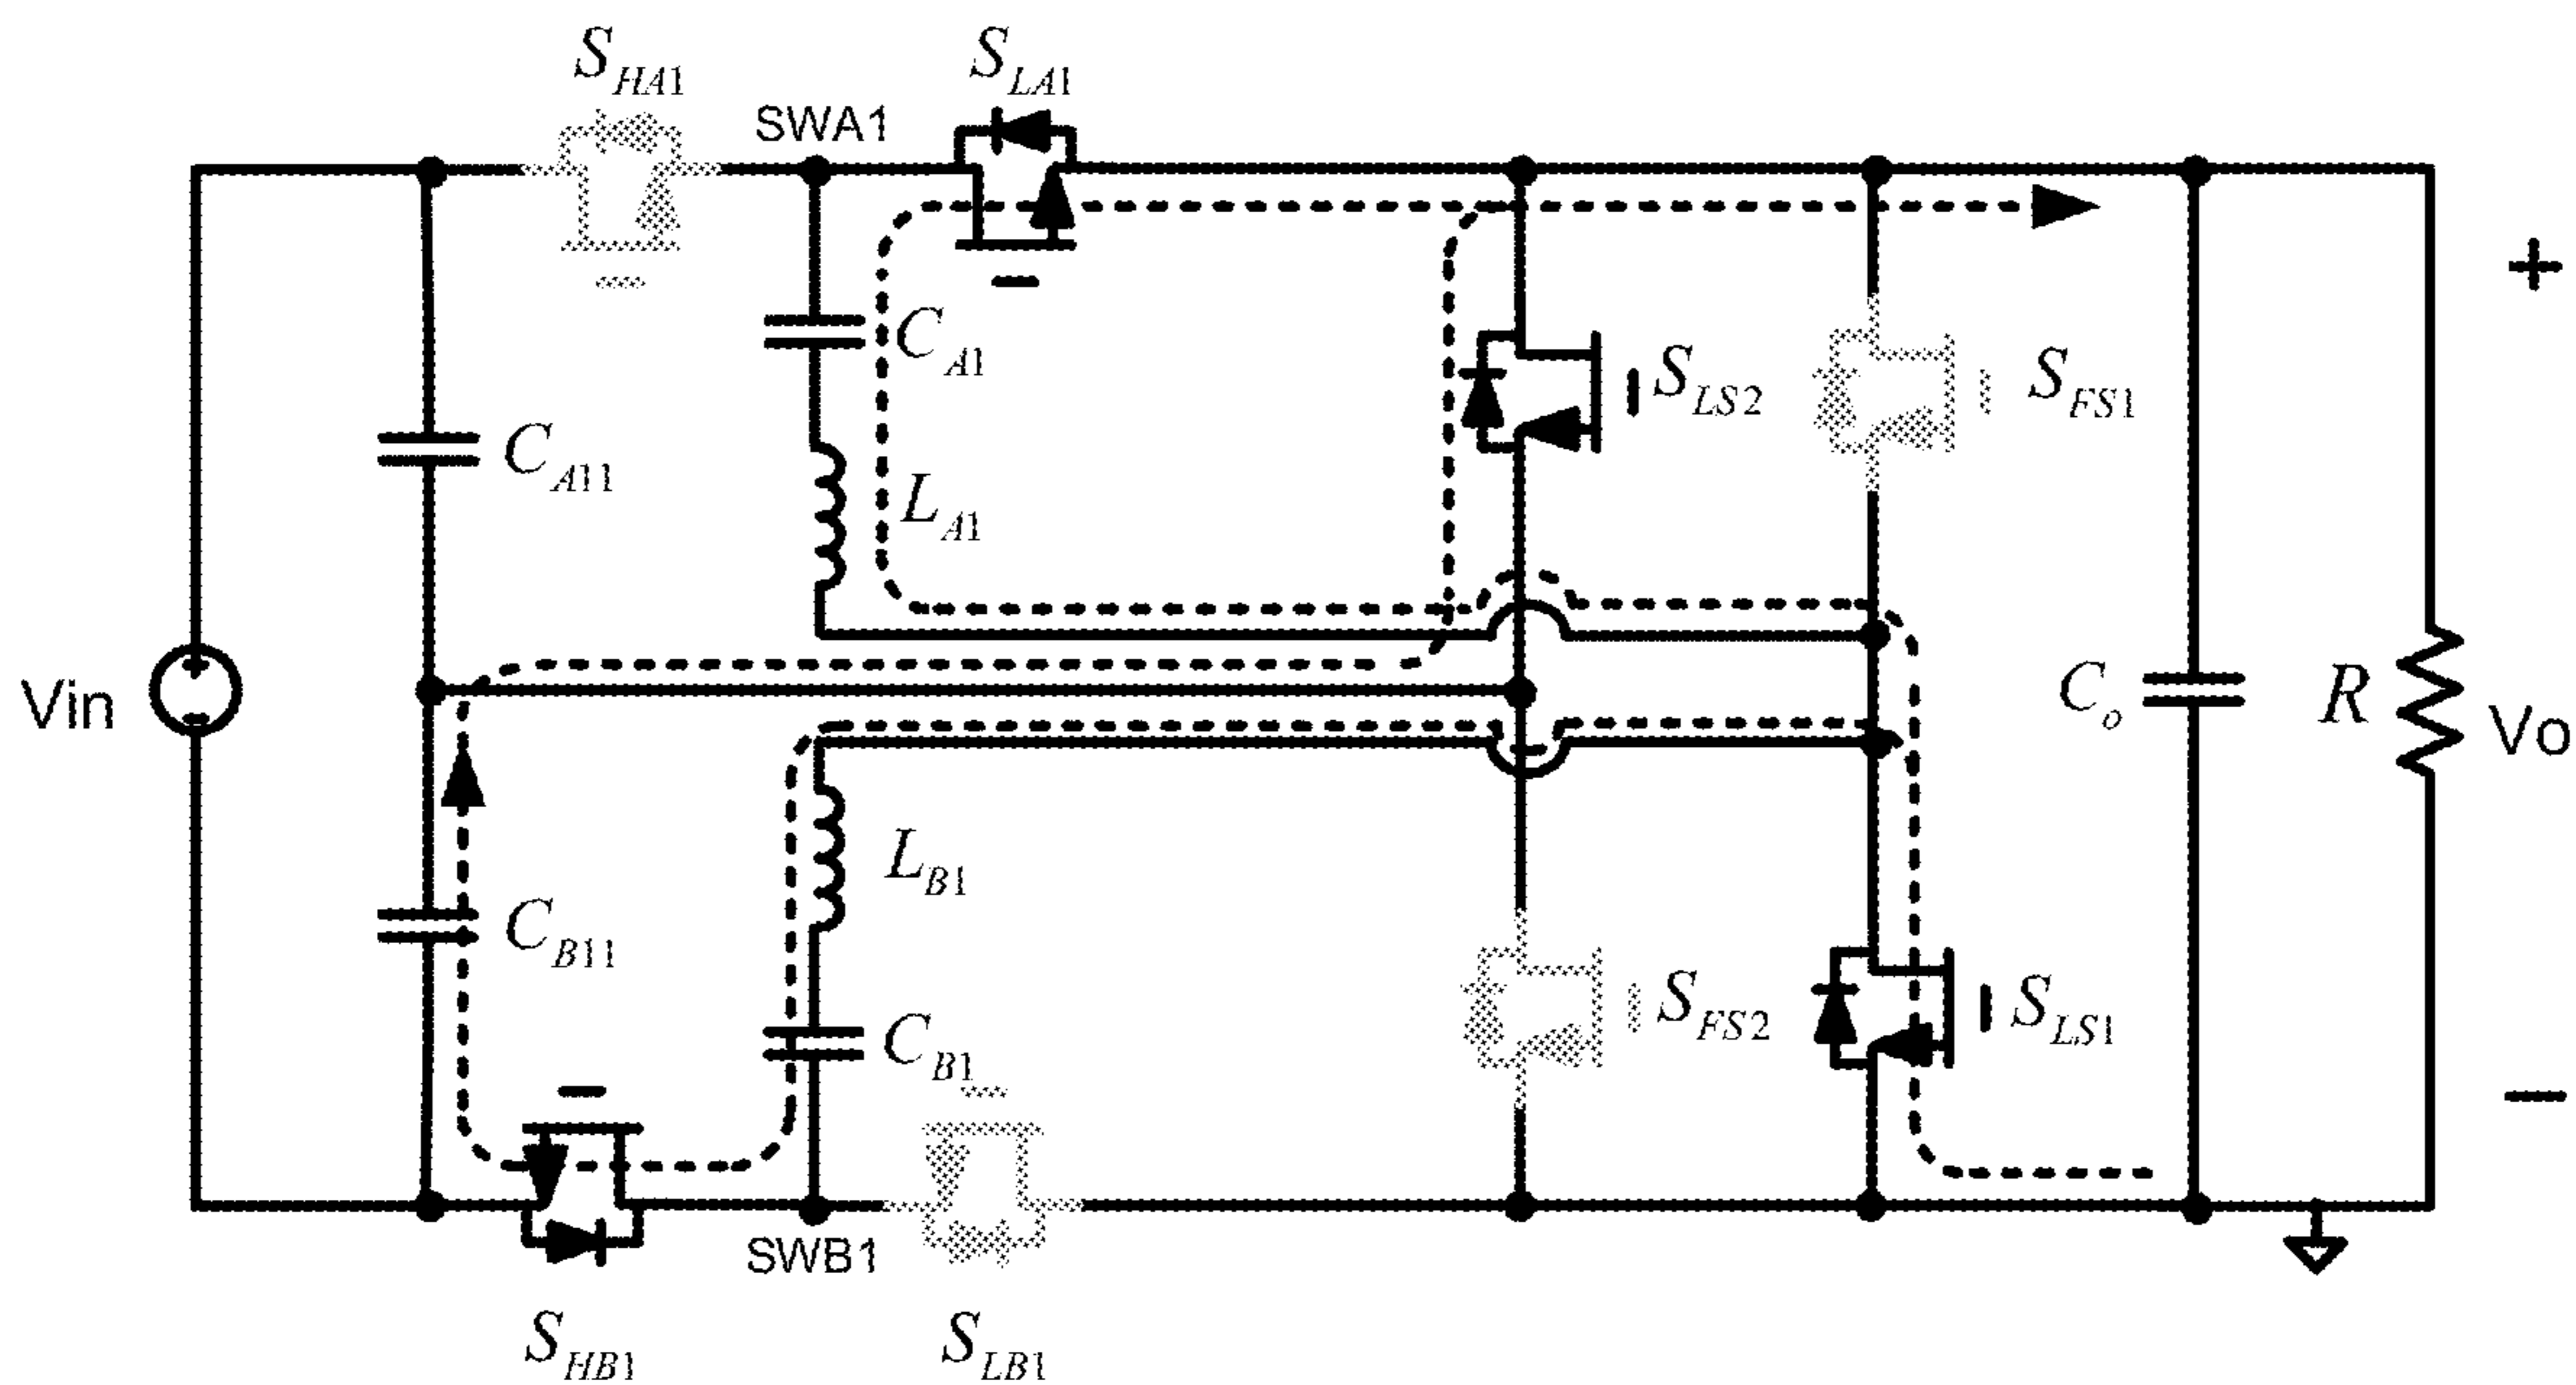 S_HA1
S_LA1
SWA1
C_A1
S_LS2
S_FS1
C_A11
L_A1
Vin
C_o
R
Vo
+
−
L_B1
C_B11
C_B1
S_FS2
S_LS1
SWB1
S_HB1
S_LB1